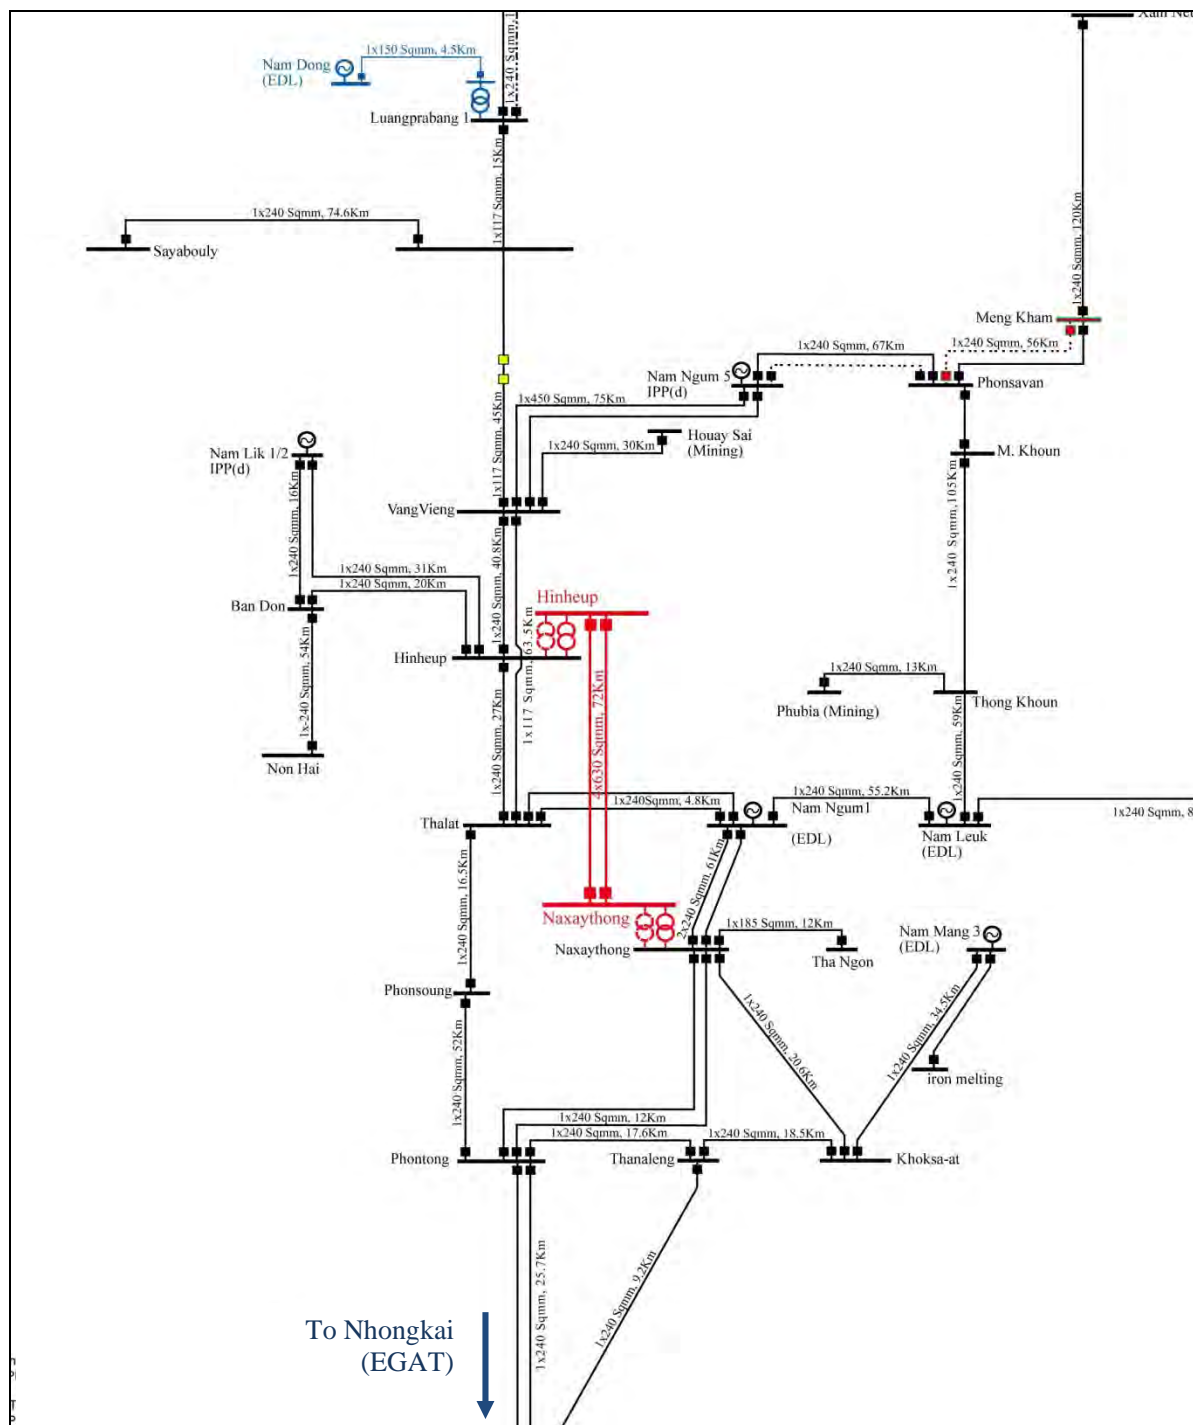 Xam Ne
1x150 Sqmm, 4.5Km
Nam Dong
(EDL)
1x240 Sqmm, 1
Luangprabang 1
1x117 Sqmm, 15Km
1x240 Sqmm, 74.6Km
Sayabouly
1x240 Sqmm, 120Km
Meng Kham
1x240 Sqmm, 67Km
1x240 Sqmm, 56Km
Nam Ngum 5
IPP(d)
Phonsavan
1x450 Sqmm, 75Km
1x117 Sqmm, 45Km
Houay Sai
(Mining)
1x240 Sqmm, 30Km
Nam Lik 1/2
IPP(d)
M. Khoun
1x240 Sqmm, 16Km
VangVieng
1x240 Sqmm,105Km
1x240 Sqmm, 40.8Km
1x240 Sqmm, 31Km
1x240 Sqmm, 20Km
Ban Don
Hinheup
1x-240 Sqmm, 54Km
Hinheup
1x117 Sqmm, 63.5Km
1x240 Sqmm, 13Km
Phubia (Mining)
Thong Khoun
1x240 Sqmm, 27Km
4x630 Sqmm, 72Km
1x240 Sqmm, 59Km
Non Hai
1x240Sqmm, 4.8Km
1x240 Sqmm, 55.2Km
Nam Ngum1
(EDL)
Thalat
Nam Leuk
(EDL)
1x240 Sqmm, 8
1x240 Sqmm, 16.5Km
2x240 Sqmm, 61Km
Naxaythong
1x185 Sqmm, 12Km
Naxaythong
Tha Ngon
Nam Mang 3
(EDL)
Phonsoung
1x240 Sqmm, 20.6Km
1x240 Sqmm, 34.5Km
iron melting
1x240 Sqmm, 52Km
1x240 Sqmm, 12Km
1x240 Sqmm, 17.6Km
1x240 Sqmm, 18.5Km
Phontong
Thanaleng
Khoksa-at
1x240 Sqmm, 25.7Km
1x240 Sqmm, 9.2Km
To Nhongkai
(EGAT)